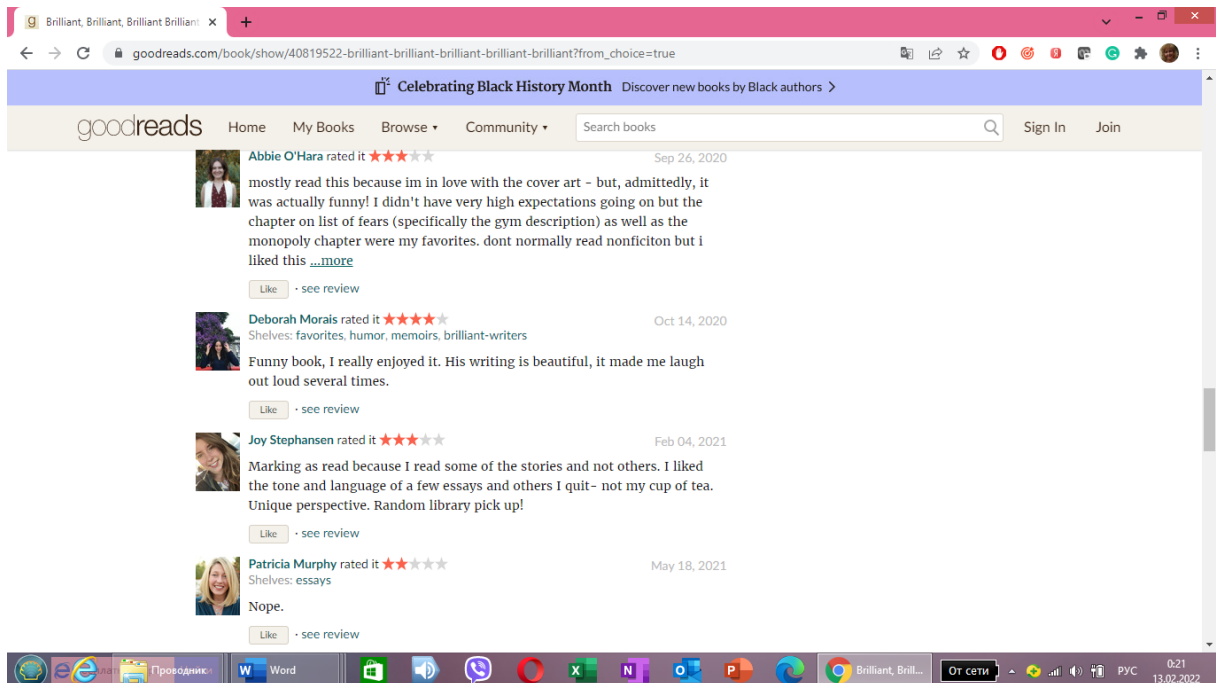 Brilliant, Brilliant, Brilliant Brilliant
goodreads.com/book/show/40819522-brilliant-brilliant-brilliant-brilliant-brilliant?from_choice=true
Celebrating Black History Month Discover new books by Black authors
goodreads Home My Books Browse Community Search books Sign In Join
Abbie O'Hara rated it Sep 26, 2020
mostly read this because im in love with the cover art - but, admittedly, it
was actually funny! I didn't have very high expectations going on but the
chapter on list of fears (specifically the gym description) as well as the
monopoly chapter were my favorites. dont normally read nonficiton but i
liked this ...more
Like · see review
Deborah Morais rated it Oct 14, 2020
Shelves: favorites, humor, memoirs, brilliant-writers
Funny book, I really enjoyed it. His writing is beautiful, it made me laugh
out loud several times.
Like · see review
Joy Stephansen rated it Feb 04, 2021
Marking as read because I read some of the stories and not others. I liked
the tone and language of a few essays and others I quit- not my cup of tea.
Unique perspective. Random library pick up!
Like · see review
Patricia Murphy rated it May 18, 2021
Shelves: essays
Nope.
Like · see review
Проводник Word Brilliant, Brill... От сети РУС 0:21
13.02.2022